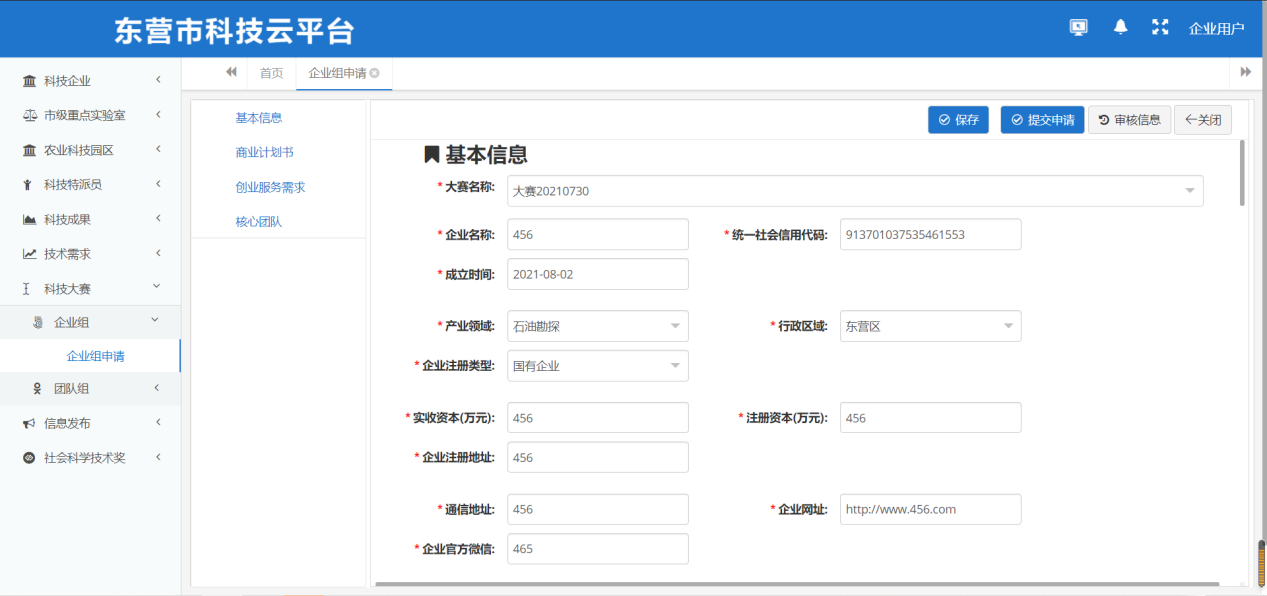 东营市科技云平台
企业用户
科技企业
市级重点实验室
农业科技园区
科技特派员
科技成果
技术需求
科技大赛
企业组
企业组申请
团队组
信息发布
社会科学技术奖
首页
企业组申请
基本信息
商业计划书
创业服务需求
核心团队
保存
提交申请
审核信息
关闭
基本信息
*大赛名称: 大赛20210730
*企业名称: 456 *统一社会信用代码: 913701037535461553
*成立时间: 2021-08-02
*产业领域: 石油勘探 *行政区域: 东营区
*企业注册类型: 国有企业
*实收资本(万元): 456 *注册资本(万元): 456
*企业注册地址: 456
*通信地址: 456 *企业网址: http://www.456.com
*企业官方微信: 465